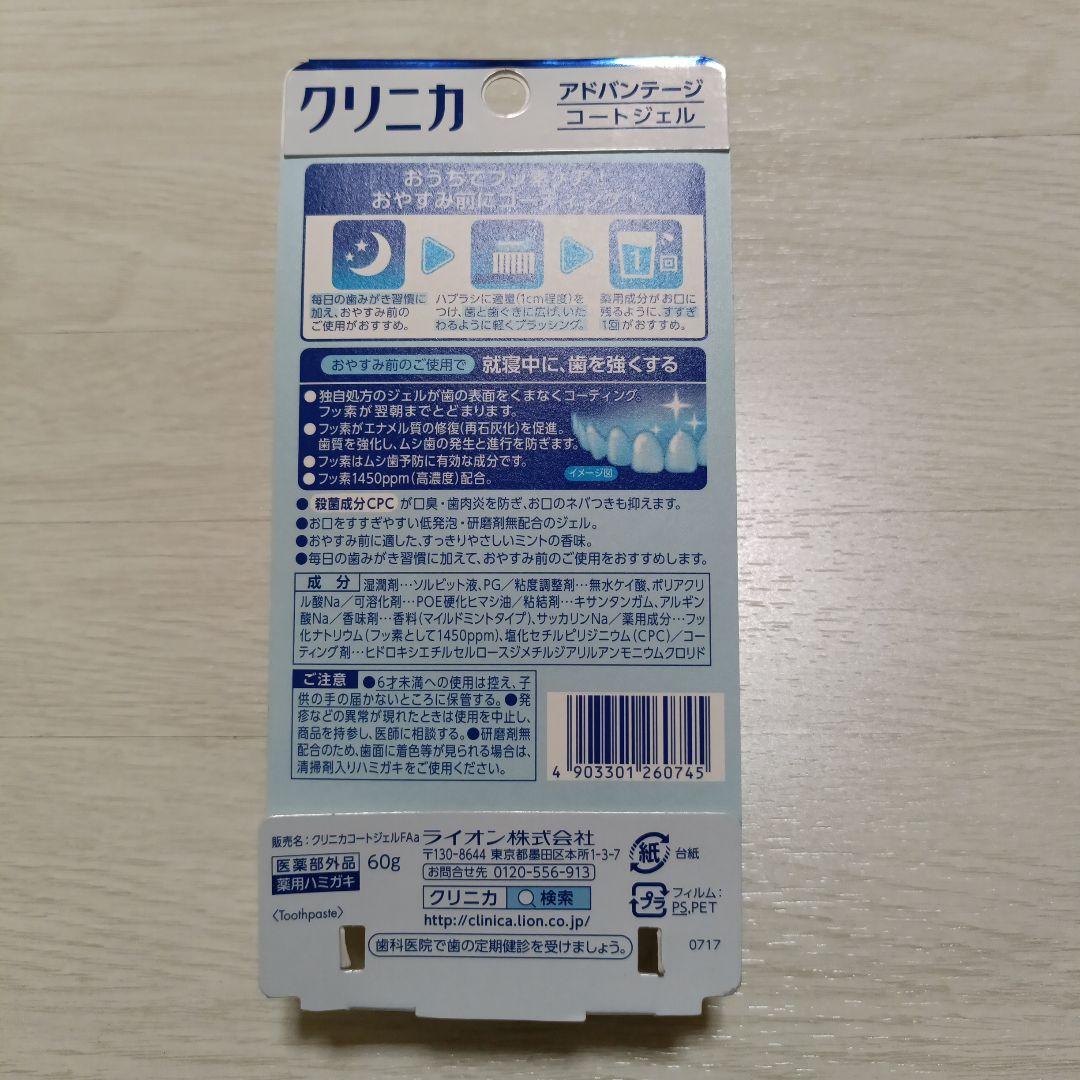 クリニカ
アドバンテージ
コートジェル
おうちでフッ素ケア！
おやすみ前にコーティング！
毎日の歯みがき習慣に
加え、おやすみ前の
ご使用がおすすめ。
ハブラシに適量(1cm程度)を
つけ、歯と歯ぐきに広げ、いた
わるように軽くブラッシング。
1
回
薬用成分がお口に
残るように、すすぎ
1回がおすすめ。
おやすみ前のご使用で 就寝中に、歯を強くする
●独自処方のジェルが歯の表面をくまなくコーティング。
フッ素が翌朝までとどまります。
●フッ素がエナメル質の修復(再石灰化)を促進。
歯質を強化し、ムシ歯の発生と進行を防ぎます。
●フッ素はムシ歯予防に有効な成分です。
●フッ素1450ppm(高濃度)配合。
イメージ図
●殺菌成分CPCが口臭・歯肉炎を防ぎ、お口のネバつきも抑えます。
●お口をすすぎやすい低発泡・研磨剤無配合のジェル。
●おやすみ前に適した、すっきりやさしいミントの香味。
●毎日の歯みがき習慣に加えて、おやすみ前のご使用をおすすめします。
成分 湿潤剤…ソルビット液、PG／粘度調整剤…無水ケイ酸、ポリアクリ
ル酸Na／可溶化剤…POE硬化ヒマシ油／粘結剤…キサンタンガム、アルギン
酸Na／香味剤…香料(マイルドミントタイプ)、サッカリンNa／薬用成分…フッ
化ナトリウム(フッ素として1450ppm)、塩化セチルピリジニウム(CPC)／コー
ティング剤…ヒドロキシエチルセルロースジメチルジアリルアンモニウムクロリド
ご注意 ●6才未満への使用は控え、子
供の手の届かないところに保管する。●発
疹などの異常が現れたときは使用を中止し、
商品を持参し、医師に相談する。●研磨剤無
配合のため、歯面に着色等が見られる場合は、
清掃剤入りハミガキをご使用ください。
4 903301 260745
販売名：クリニカコートジェルFAa
医薬部外品
薬用ハミガキ
60g
〈Toothpaste〉
ライオン株式会社
〒130-8644 東京都墨田区本所1-3-7
お問合せ先 0120-556-913
クリニカ 検索
http://clinica.lion.co.jp/
歯科医院で歯の定期健診を受けましょう。
紙
台紙
プラ
フィルム：
PS,PET
0717